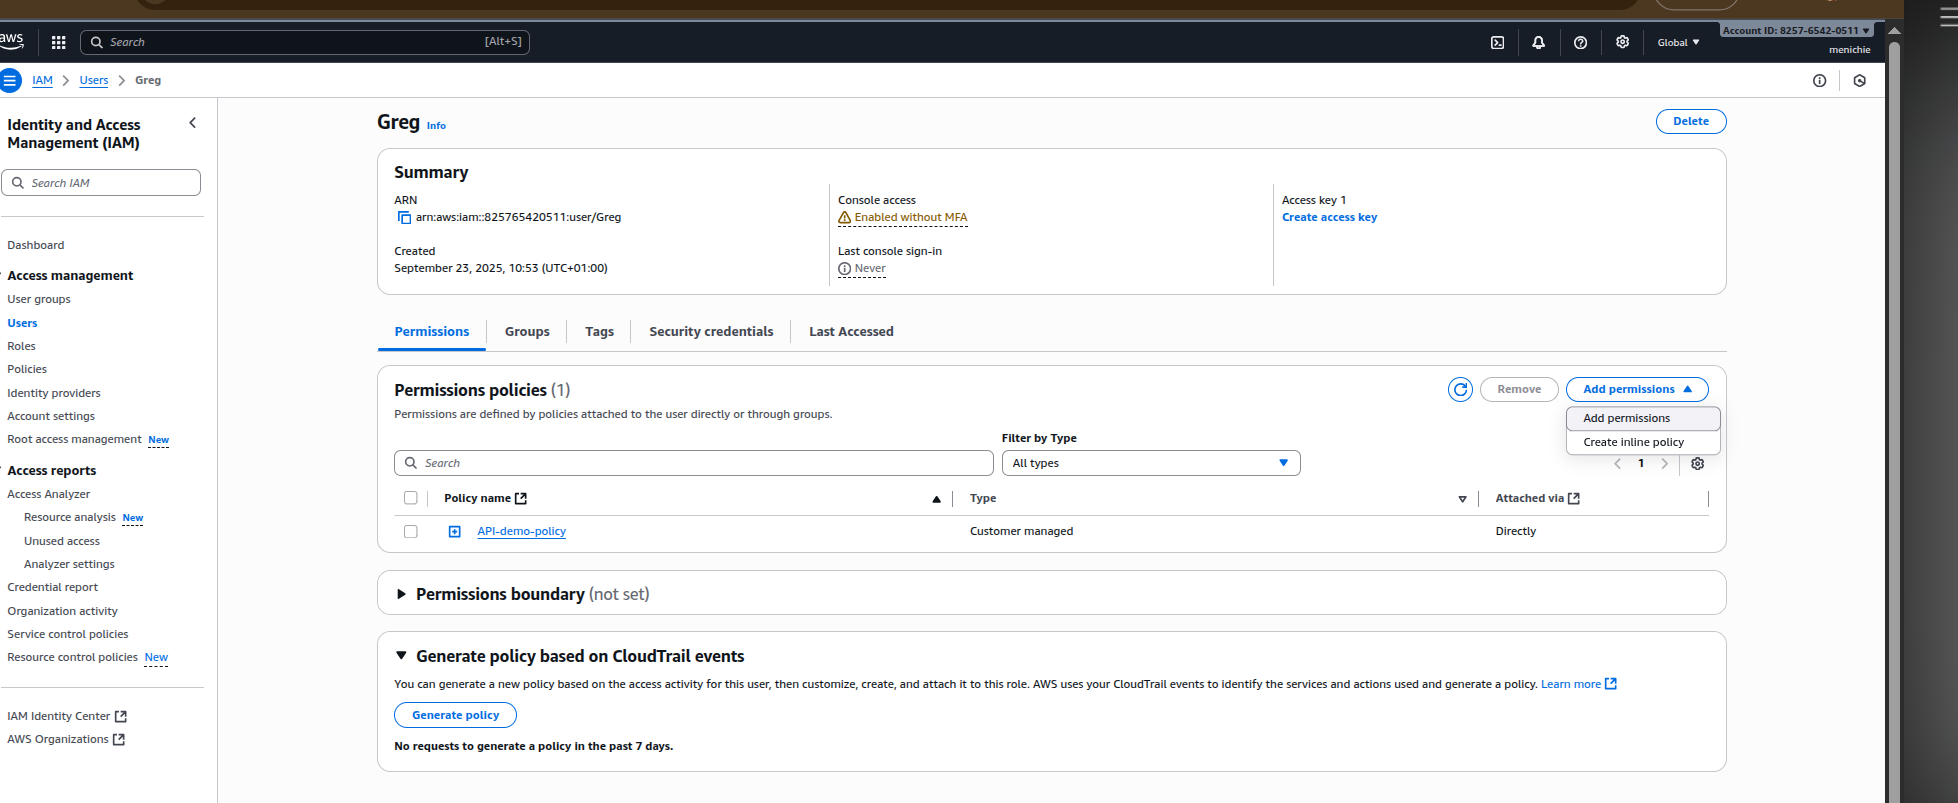 aws
Search [Alt+S]
Global
Account ID: 8257-6542-0511
menichie
IAM > Users > Greg
Identity and Access Management (IAM)
Search IAM
Dashboard
Access management
User groups
Users
Roles
Policies
Identity providers
Account settings
Root access management New
Access reports
Access Analyzer
Resource analysis New
Unused access
Analyzer settings
Credential report
Organization activity
Service control policies
Resource control policies New
IAM Identity Center
AWS Organizations
Greg Info
Delete
Summary
ARN
arn:aws:iam::825765420511:user/Greg
Created
September 23, 2025, 10:53 (UTC+01:00)
Console access
Enabled without MFA
Last console sign-in
Never
Access key 1
Create access key
Permissions Groups Tags Security credentials Last Accessed
Permissions policies (1)
Remove
Add permissions
Permissions are defined by policies attached to the user directly or through groups.
Add permissions
Create inline policy
Filter by Type
Search
All types
1
Policy name Type Attached via
API-demo-policy Customer managed Directly
Permissions boundary (not set)
Generate policy based on CloudTrail events
You can generate a new policy based on the access activity for this user, then customize, create, and attach it to this role. AWS uses your CloudTrail events to identify the services and actions used and generate a policy. Learn more
Generate policy
No requests to generate a policy in the past 7 days.